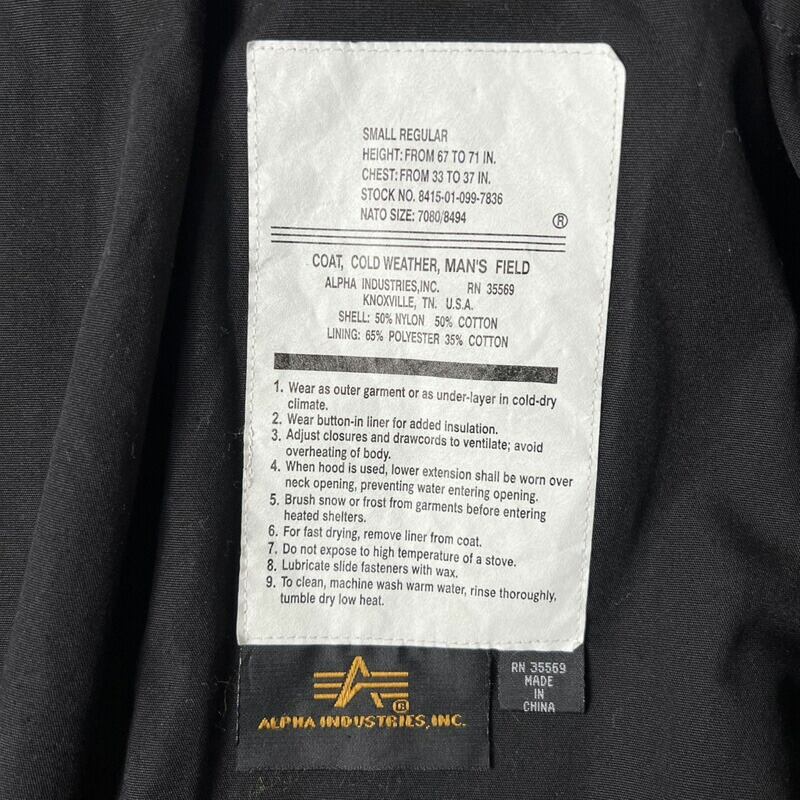 SMALL REGULAR
HEIGHT: FROM 67 TO 71 IN.
CHEST: FROM 33 TO 37 IN.
STOCK NO. 8415-01-099-7836
NATO SIZE: 7080/8494
®
COAT, COLD WEATHER, MAN'S FIELD
ALPHA INDUSTRIES,INC. RN 35569
KNOXVILLE, TN. U.S.A.
SHELL: 50% NYLON 50% COTTON
LINING: 65% POLYESTER 35% COTTON
1. Wear as outer garment or as under-layer in cold-dry
climate.
2. Wear button-in liner for added insulation.
3. Adjust closures and drawcords to ventilate; avoid
overheating of body.
4. When hood is used, lower extension shall be worn over
neck opening, preventing water entering opening.
5. Brush snow or frost from garments before entering
heated shelters.
6. For fast drying, remove liner from coat.
7. Do not expose to high temperature of a stove.
8. Lubricate slide fasteners with wax.
9. To clean, machine wash warm water, rinse thoroughly,
tumble dry low heat.
A ®
ALPHA INDUSTRIES, INC.
RN 35569
MADE
IN
CHINA